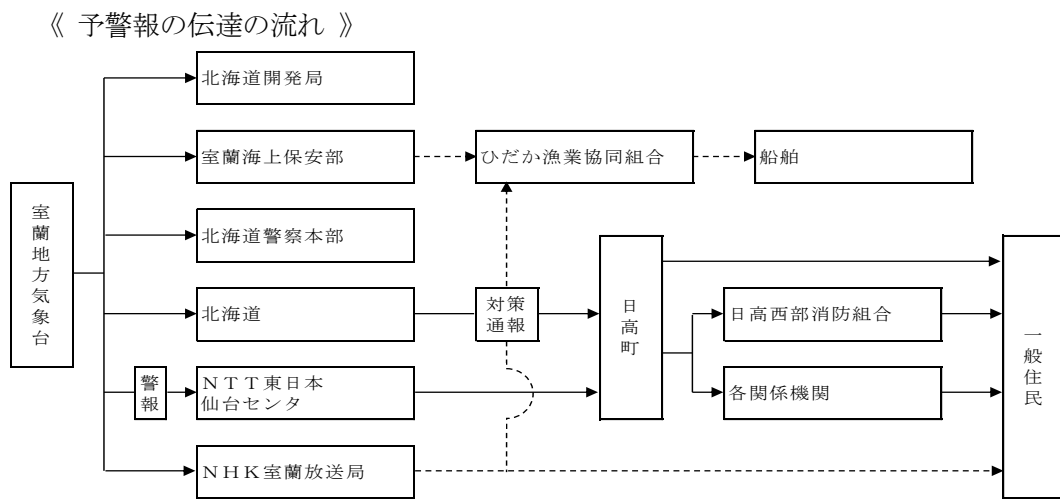 《 予警報の伝達の流れ 》
北海道開発局
室蘭海上保安部
ひだか漁業協同組合
船舶
室蘭地方気象台
北海道警察本部
北海道
対策
通報
日高町
日高西部消防組合
一般住民
警報
ＮＴＴ東日本
仙台センタ
各関係機関
ＮＨＫ室蘭放送局